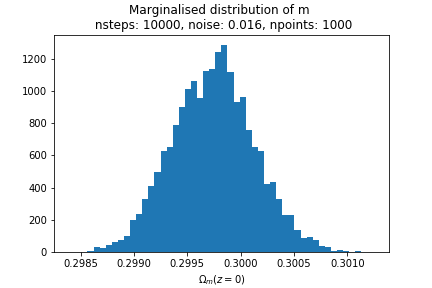 Marginalised distribution of m
nsteps: 10000, noise: 0.016, npoints: 1000
1200
1000
800
600
400
200
0
0.2985 0.2990 0.2995 0.3000 0.3005 0.3010
Ωm(z = 0)